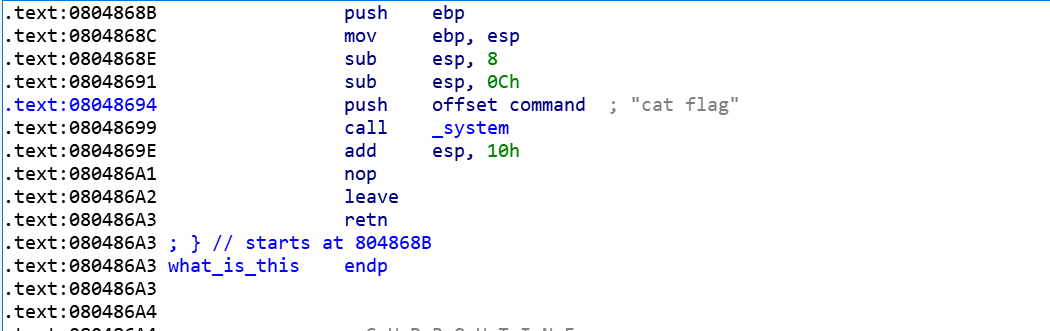 .text:0804868B push ebp
.text:0804868C mov ebp, esp
.text:0804868E sub esp, 8
.text:08048691 sub esp, 0Ch
.text:08048694 push offset command ; "cat flag"
.text:08048699 call _system
.text:0804869E add esp, 10h
.text:080486A1 nop
.text:080486A2 leave
.text:080486A3 retn
.text:080486A3 ; } // starts at 804868B
.text:080486A3 what_is_this endp
.text:080486A3
.text:080486A4
.text:080486A4 S U B R O U T I N E